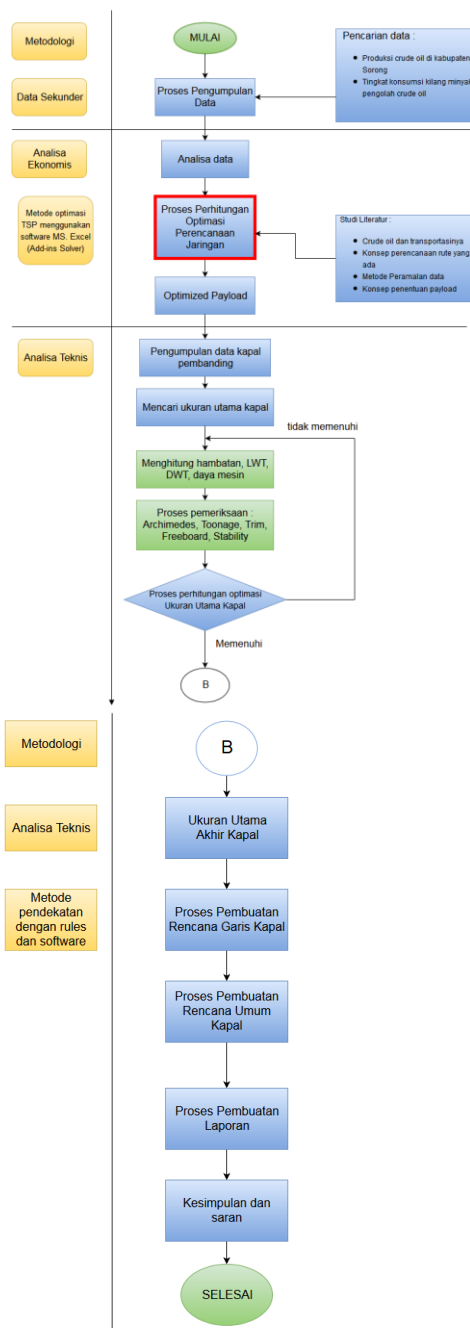 Metodologi
MULAI
Pencarian data :
Produksi crude oil di kabupaten
Sorong
Tingkat konsumsi kilang minyak
pengolah crude oil
Data Sekunder
Proses Pengumpulan
Data
Analisa
Ekonomis
Analisa data
Metode optimasi
TSP menggunakan
software MS. Excel
(Add-ins Solver)
Proses Perhitungan
Optimasi
Perencanaan
Jaringan
Studi Literatur :
Crude oil dan transportasinya
Konsep perencanaan rute yang
ada
Metode Peramalan data
Konsep penentuan payload
Optimized Payload
Analisa Teknis
Pengumpulan data kapal
pembanding
Mencari ukuran utama kapal
tidak memenuhi
Menghitung hambatan, LWT,
DWT, daya mesin
Proses pemeriksaan :
Archimedes, Toonage, Trim,
Freeboard, Stability
Proses perhitungan optimasi
Ukuran Utama Kapal
Memenuhi
B
Metodologi
B
Analisa Teknis
Ukuran Utama
Akhir Kapal
Metode
pendekatan
dengan rules
dan software
Proses Pembuatan
Rencana Garis Kapal
Proses Pembuatan
Rencana Umum
Kapal
Proses Pembuatan
Laporan
Kesimpulan dan
saran
SELESAI